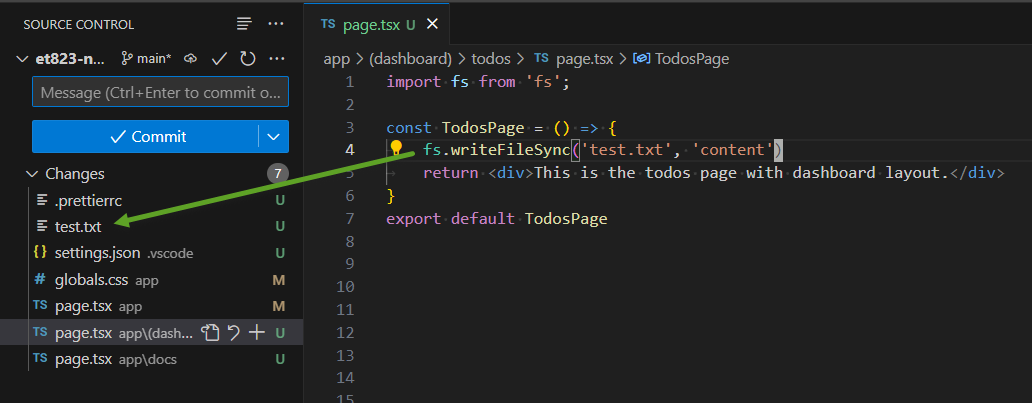 SOURCE CONTROL
et823-n... main*
Message (Ctrl+Enter to commit o...
Commit
Changes 7
.prettierrc U
test.txt U
{} settings.json .vscode U
# globals.css app M
TS page.tsx app M
TS page.tsx app\(dash... U
TS page.tsx app\docs U
TS page.tsx U
app > (dashboard) > todos > TS page.tsx > TodosPage
1 import fs from 'fs';
2
3 const TodosPage = () => {
4 fs.writeFileSync('test.txt', 'content')
5 return <div>This is the todos page with dashboard layout.</div>
6 }
7 export default TodosPage
8
9
10
11
12
13
14
15